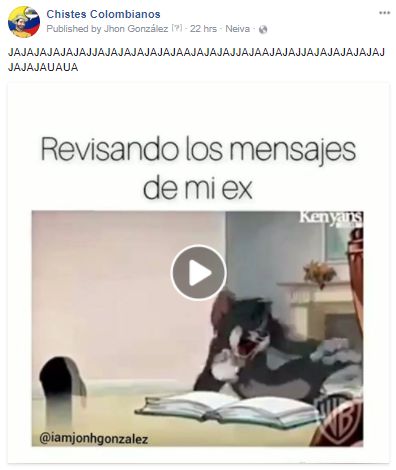 Chistes Colombianos
Published by Jhon González [?] · 22 hrs · Neiva ·
JAJAJAJAJAJAJJAJAJAJAJAJAJAAJAJAJAJJAJAAJAJAJJAJAJAJAJAJAJ
JAJAJAUAUA
Revisando los mensajes
de mi ex
Kenyans
WB
@iamjonhgonzalez